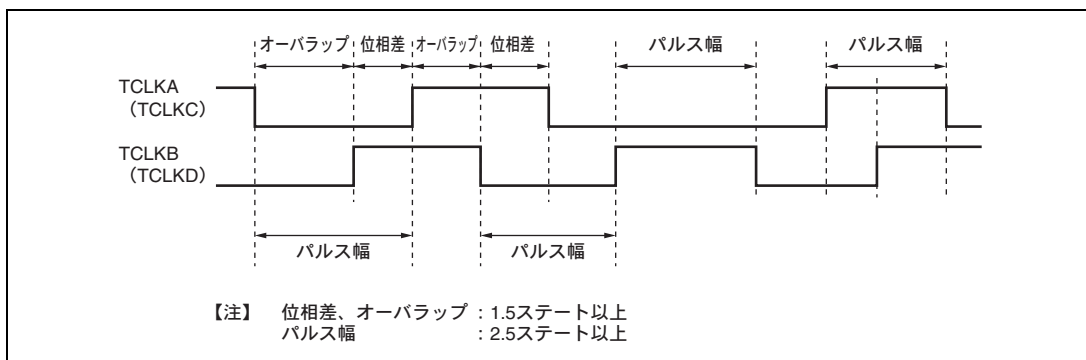 オーバラップ 位相差 オーバラップ 位相差 パルス幅 パルス幅
TCLKA
(TCLKC)
TCLKB
(TCLKD)
パルス幅 パルス幅
【注】 位相差、オーバラップ : 1.5ステート以上
パルス幅 : 2.5ステート以上